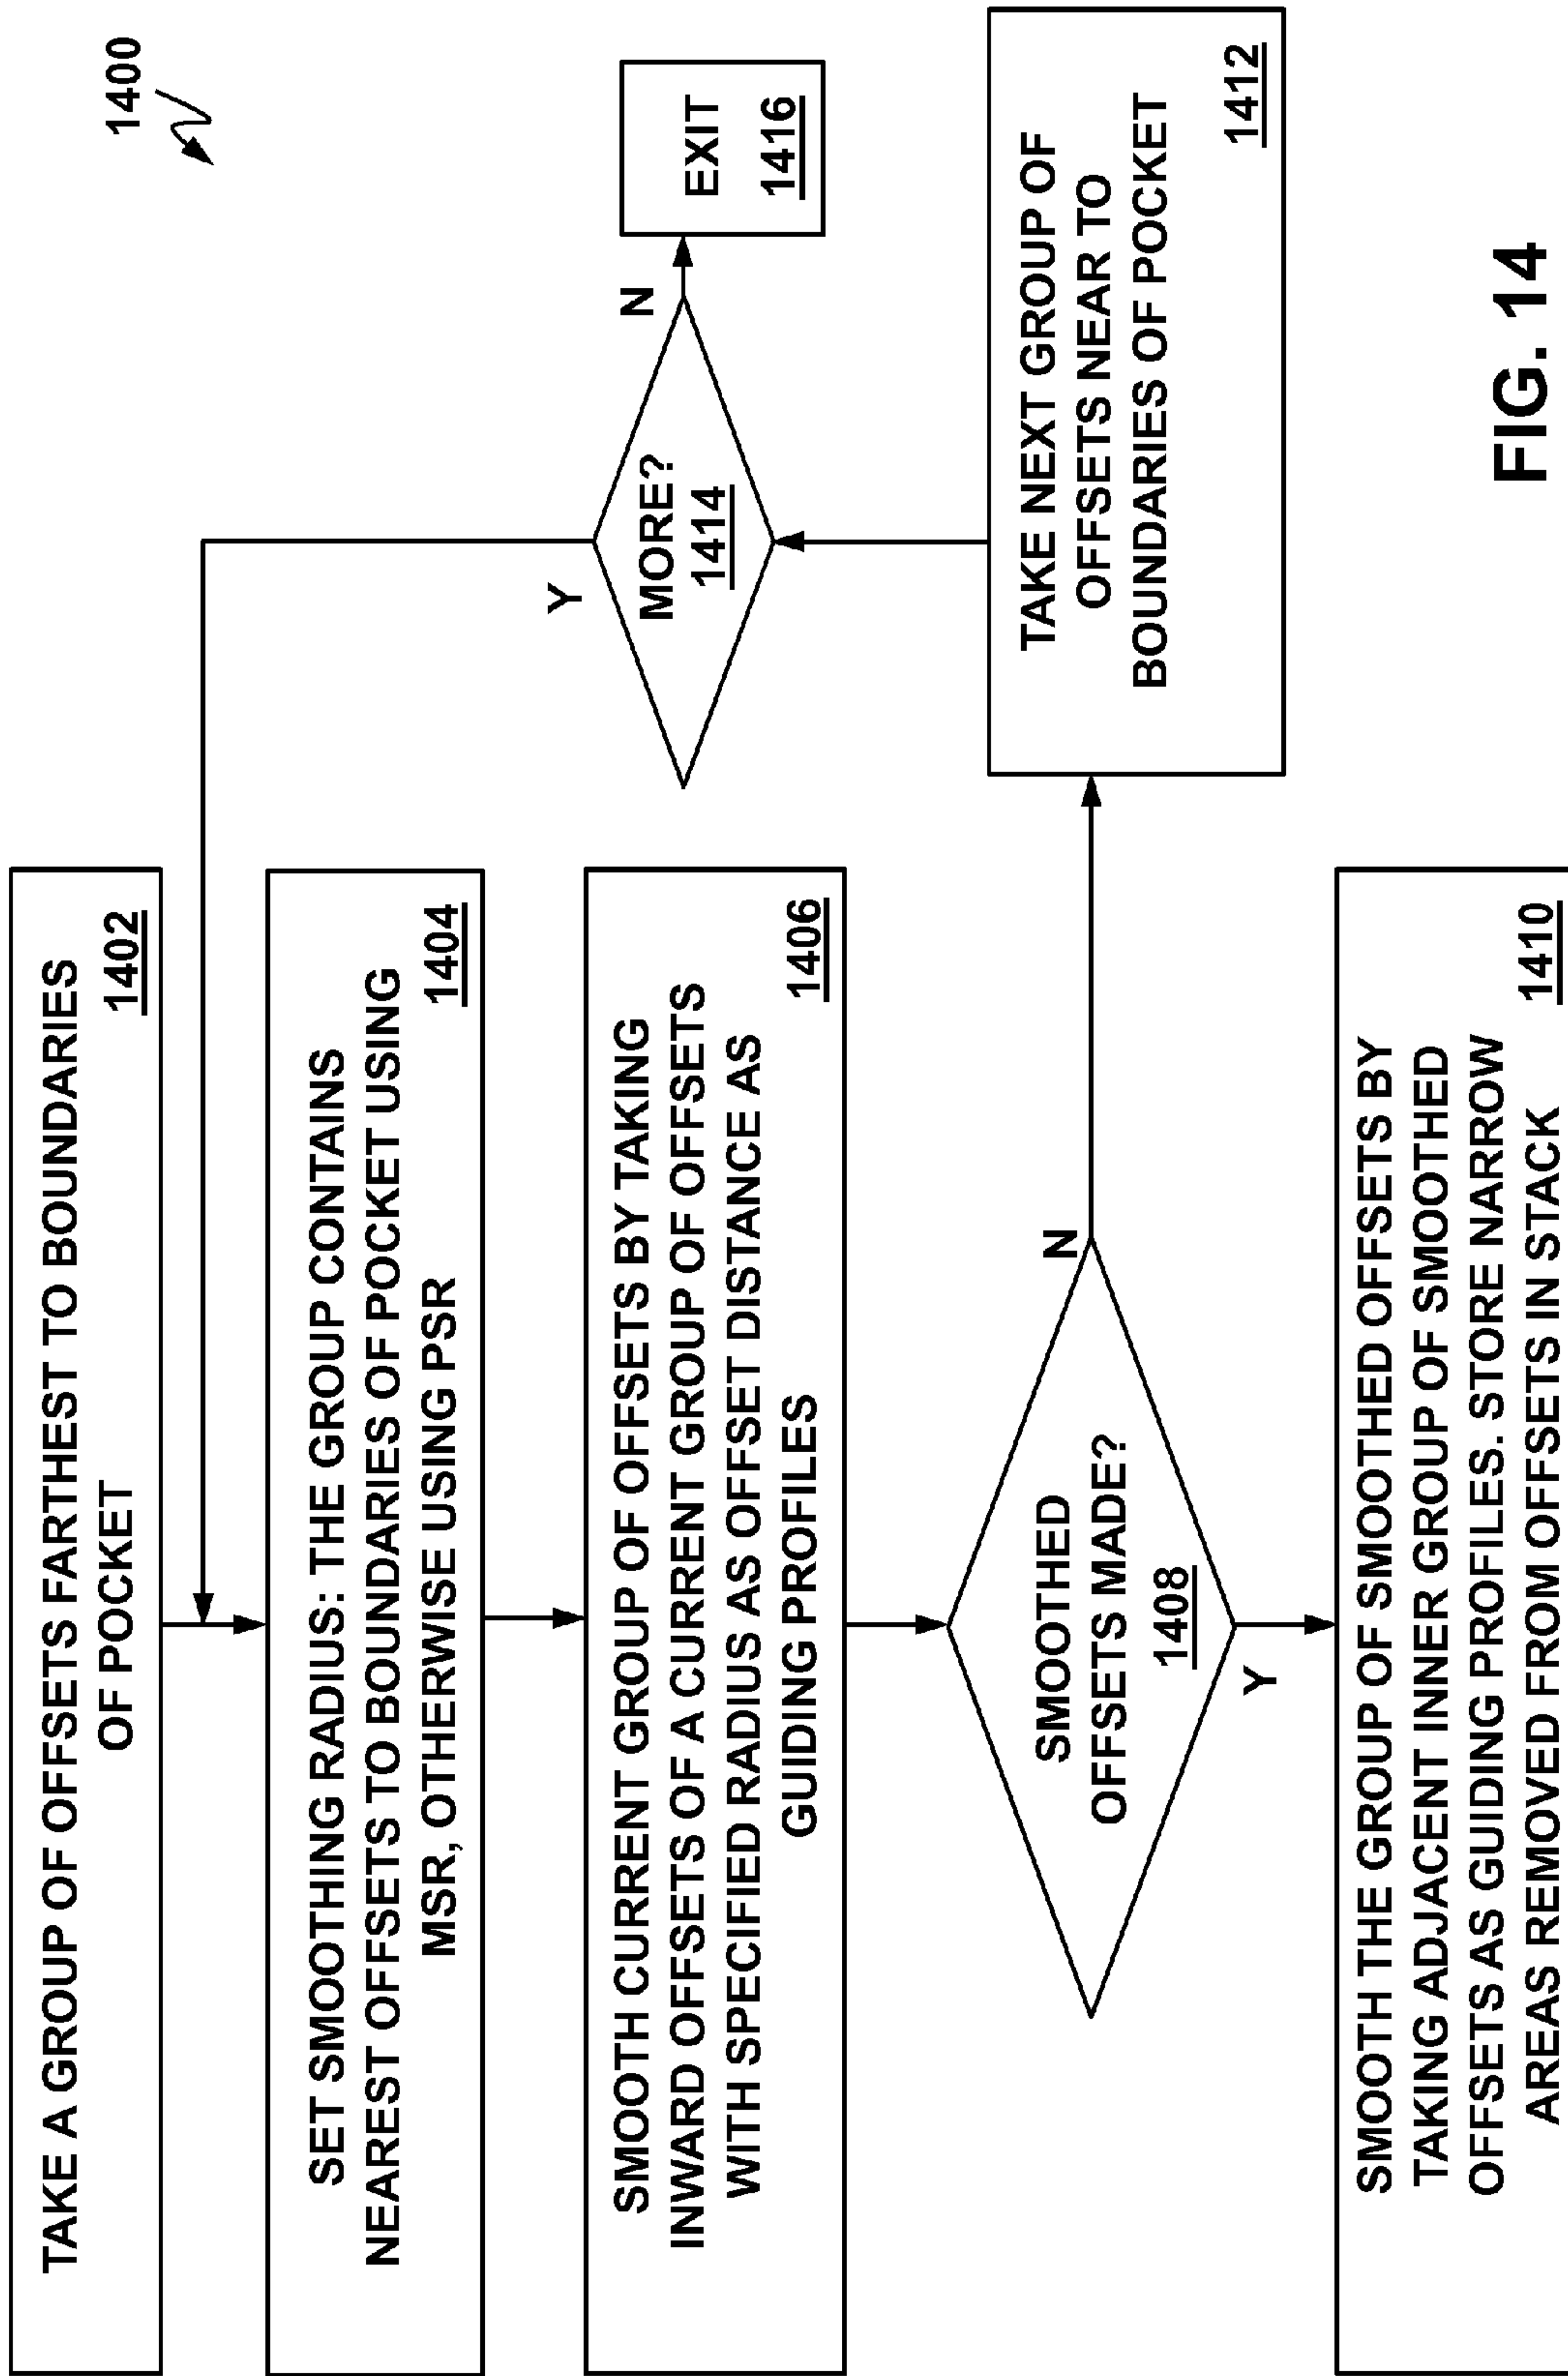 1400
TAKE A GROUP OF OFFSETS FARTHEST TO BOUNDARIES
OF POCKET
1402
SET SMOOTHING RADIUS: THE GROUP CONTAINS
NEAREST OFFSETS TO BOUNDARIES OF POCKET USING
MSR, OTHERWISE USING PSR
1404
SMOOTH CURRENT GROUP OF OFFSETS BY TAKING
INWARD OFFSETS OF A CURRENT GROUP OF OFFSETS
WITH SPECIFIED RADIUS AS OFFSET DISTANCE AS
GUIDING PROFILES
1406
SMOOTHED
OFFSETS MADE?
1408
N
Y
SMOOTH THE GROUP OF SMOOTHED OFFSETS BY
TAKING ADJACENT INNER GROUP OF SMOOTHED
OFFSETS AS GUIDING PROFILES. STORE NARROW
AREAS REMOVED FROM OFFSETS IN STACK
1410
TAKE NEXT GROUP OF
OFFSETS NEAR TO
BOUNDARIES OF POCKET
1412
MORE?
1414
Y
N
EXIT
1416
FIG. 14